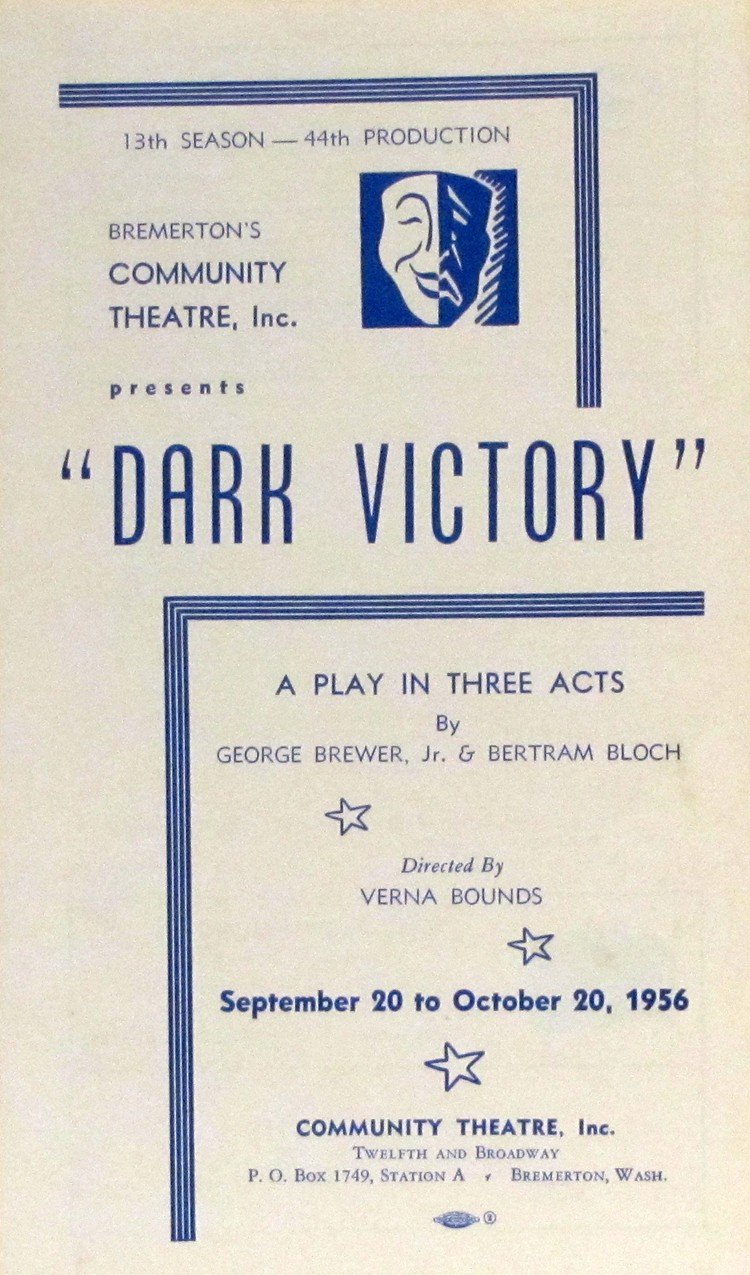 13th SEASON — 44th PRODUCTION
BREMERTON'S
COMMUNITY
THEATRE, Inc.
presents
“DARK VICTORY”
A PLAY IN THREE ACTS
By
GEORGE BREWER, Jr. & BERTRAM BLOCH
Directed By
VERNA BOUNDS
September 20 to October 20, 1956
COMMUNITY THEATRE, Inc.
TWELFTH AND BROADWAY
P. O. BOX 1749, STATION A BREMERTON, WASH.